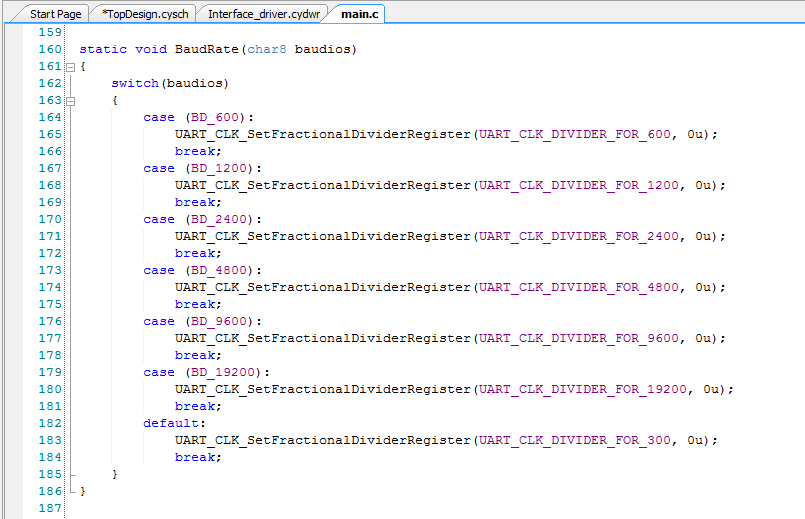 Start Page *TopDesign.cysch Interface_driver.cydwr main.c
159
160 static void BaudRate(char8 baudios)
161 {
162 switch(baudios)
163 {
164 case (BD_600):
165 UART_CLK_SetFractionalDividerRegister(UART_CLK_DIVIDER_FOR_600, 0u);
166 break;
167 case (BD_1200):
168 UART_CLK_SetFractionalDividerRegister(UART_CLK_DIVIDER_FOR_1200, 0u);
169 break;
170 case (BD_2400):
171 UART_CLK_SetFractionalDividerRegister(UART_CLK_DIVIDER_FOR_2400, 0u);
172 break;
173 case (BD_4800):
174 UART_CLK_SetFractionalDividerRegister(UART_CLK_DIVIDER_FOR_4800, 0u);
175 break;
176 case (BD_9600):
177 UART_CLK_SetFractionalDividerRegister(UART_CLK_DIVIDER_FOR_9600, 0u);
178 break;
179 case (BD_19200):
180 UART_CLK_SetFractionalDividerRegister(UART_CLK_DIVIDER_FOR_19200, 0u);
181 break;
182 default:
183 UART_CLK_SetFractionalDividerRegister(UART_CLK_DIVIDER_FOR_300, 0u);
184 break;
185 }
186 }
187